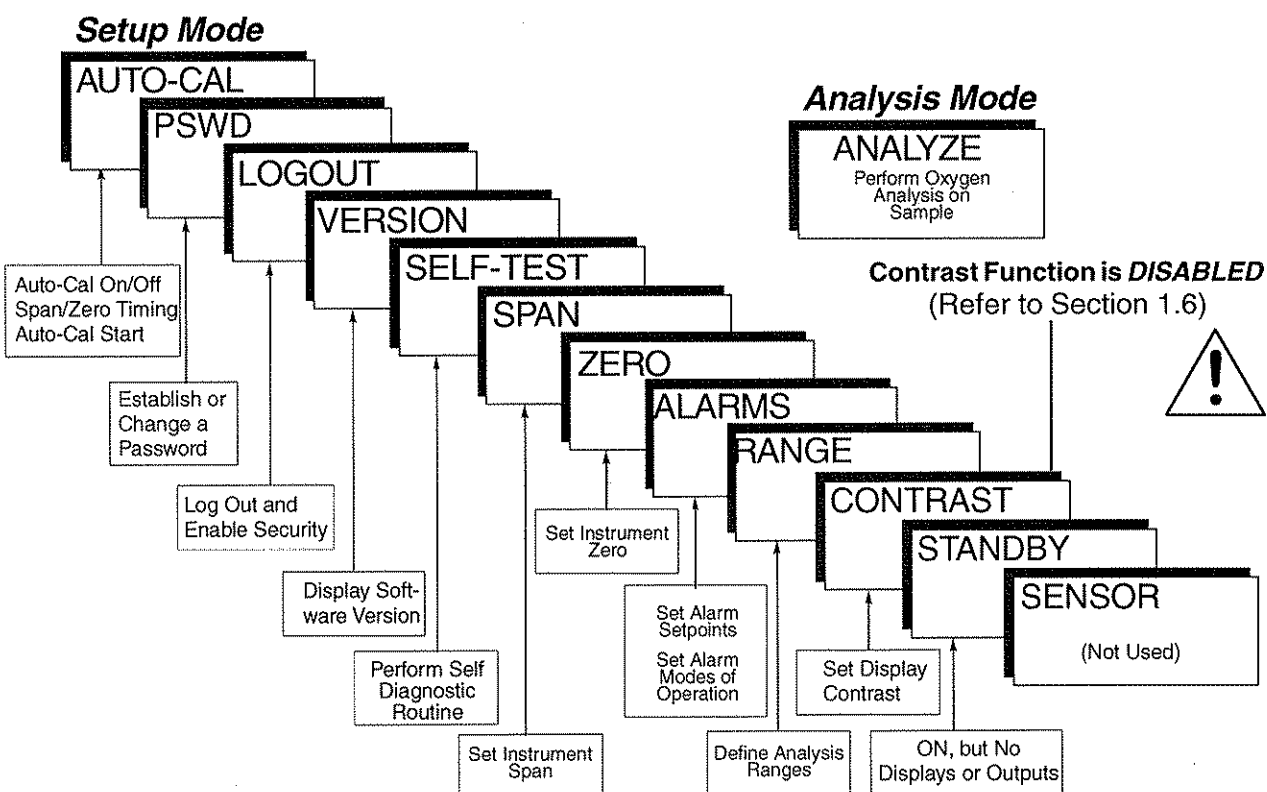 Setup Mode
AUTO-CAL
PSWD
LOGOUT
VERSION
SELF-TEST
SPAN
ZERO
ALARMS
RANGE
CONTRAST
STANDBY
SENSOR
(Not Used)
Analysis Mode
ANALYZE
Perform Oxygen
Analysis on
Sample
Contrast Function is DISABLED
(Refer to Section 1.6)
!
Auto-Cal On/Off
Span/Zero Timing
Auto-Cal Start
Establish or
Change a
Password
Log Out and
Enable Security
Display Soft-
ware Version
Perform Self
Diagnostic
Routine
Set Instrument
Span
Set Instrument
Zero
Set Alarm
Setpoints
Set Alarm
Modes of
Operation
Define Analysis
Ranges
Set Display
Contrast
ON, but No
Displays or Outputs